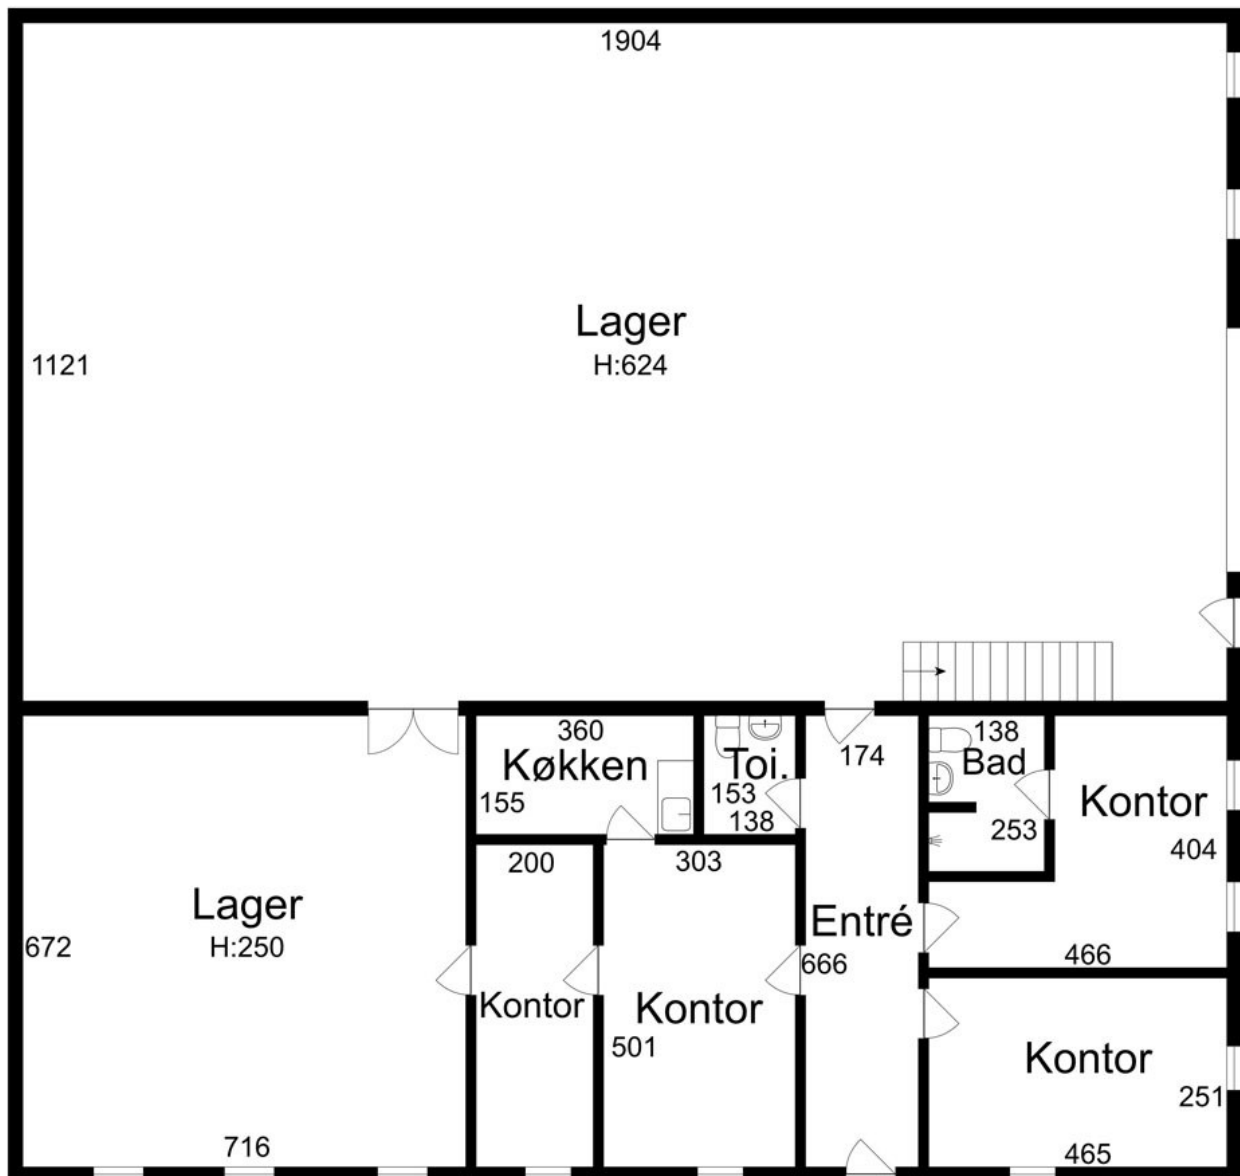 1904
Lager
H:624
1121
360
Køkken
155
Toi.
153
138
174
138
Bad
253
Kontor
404
466
200
303
Lager
H:250
672
716
Kontor
Kontor
501
Entré
666
Kontor
251
465